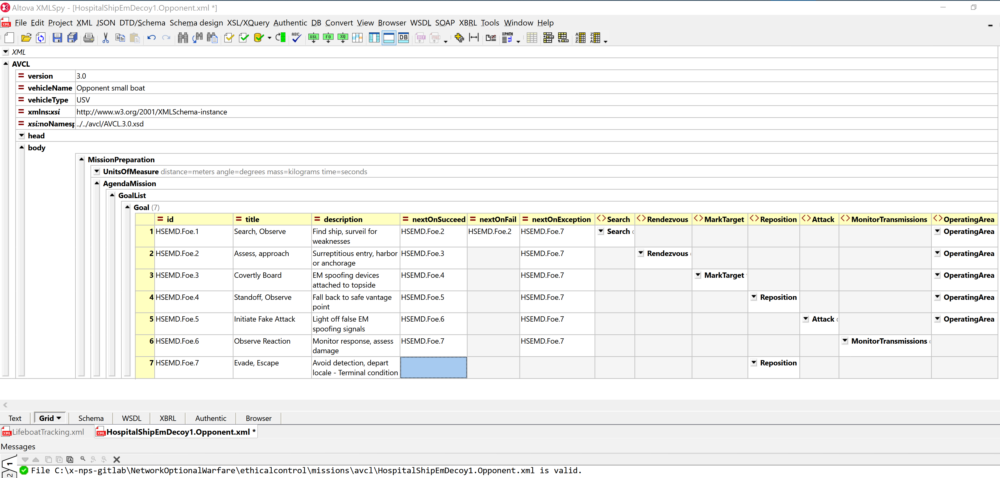 Altova XMLSpy - [HospitalShipEmDecoy1.Opponent.xml *]
File Edit Project XML JSON DTD/Schema Schema design XSL/XQuery Authentic DB Convert View Browser WSDL SOAP XBRL Tools Window Help
XML
AVCL
version 3.0
vehicleName Opponent small boat
vehicleType USV
xmlns:xsi http://www.w3.org/2001/XMLSchema-instance
xsi:noNamesp ../../avcl/AVCL.3.0.xsd
head
body
MissionPreparation
UnitsOfMeasure distance=meters angle=degrees mass=kilograms time=seconds
AgendaMission
GoalList
Goal (7)
id title description nextOnSucceed nextOnFail nextOnException Search Rendezvous MarkTarget Reposition Attack MonitorTransmissions OperatingArea
1 HSEMD.Foe.1 Search, Observe Find ship, surveil for HSEMD.Foe.2 HSEMD.Foe.2 HSEMD.Foe.7 Search OperatingArea
weaknesses
2 HSEMD.Foe.2 Assess, approach Surreptitious entry, harbor HSEMD.Foe.3 HSEMD.Foe.7 Rendezvous OperatingArea
or anchorage
3 HSEMD.Foe.3 Covertly Board EM spoofing devices HSEMD.Foe.4 HSEMD.Foe.7 MarkTarget OperatingArea
attached to topside
4 HSEMD.Foe.4 Standoff, Observe Fall back to safe vantage HSEMD.Foe.5 HSEMD.Foe.7 Reposition OperatingArea
point
5 HSEMD.Foe.5 Initiate Fake Attack Light off false EM HSEMD.Foe.6 HSEMD.Foe.7 Attack OperatingArea
spoofing signals
6 HSEMD.Foe.6 Observe Reaction Monitor response, assess HSEMD.Foe.7 HSEMD.Foe.7 MonitorTransmissions
damage
7 HSEMD.Foe.7 Evade, Escape Avoid detection, depart Reposition
locale - Terminal condition
Text Grid Schema WSDL XBRL Authentic Browser
LifeboatTracking.xml HospitalShipEmDecoy1.Opponent.xml *
Messages
1
2
File C:\x-nps-gitlab\NetworkOptionalWarfare\ethicalcontrol\missions\avcl\HospitalShipEmDecoy1.Opponent.xml is valid.